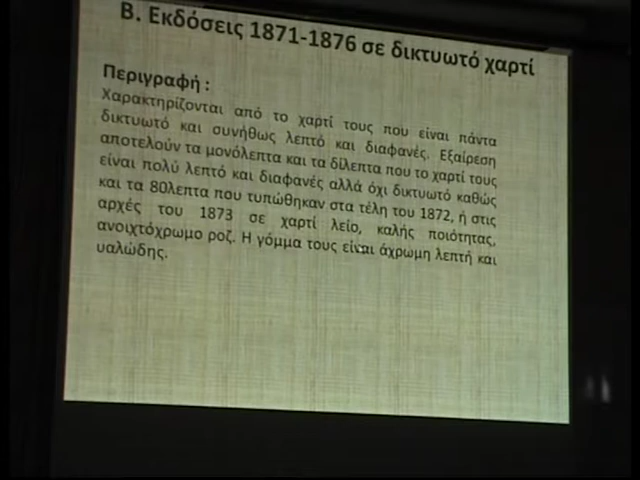 Β. Εκδόσεις 1871-1876 σε δικτυωτό χαρτί
Περιγραφή :
Χαρακτηρίζονται από το χαρτί τους που είναι πάντα
δικτυωτό και συνήθως λεπτό και διαφανές. Εξαίρεση
αποτελούν τα μονόλεπτα και τα δίλεπτα που το χαρτί τους
είναι πολύ λεπτό και διαφανές αλλά όχι δικτυωτό καθώς
και τα 80λεπτα που τυπώθηκαν στα τέλη του 1872, ή στις
αρχές του 1873 σε χαρτί λείο, καλής ποιότητας,
ανοιχτόχρωμο ροζ. Η γόμμα τους είναι άχρωμη λεπτή και
υαλώδης.